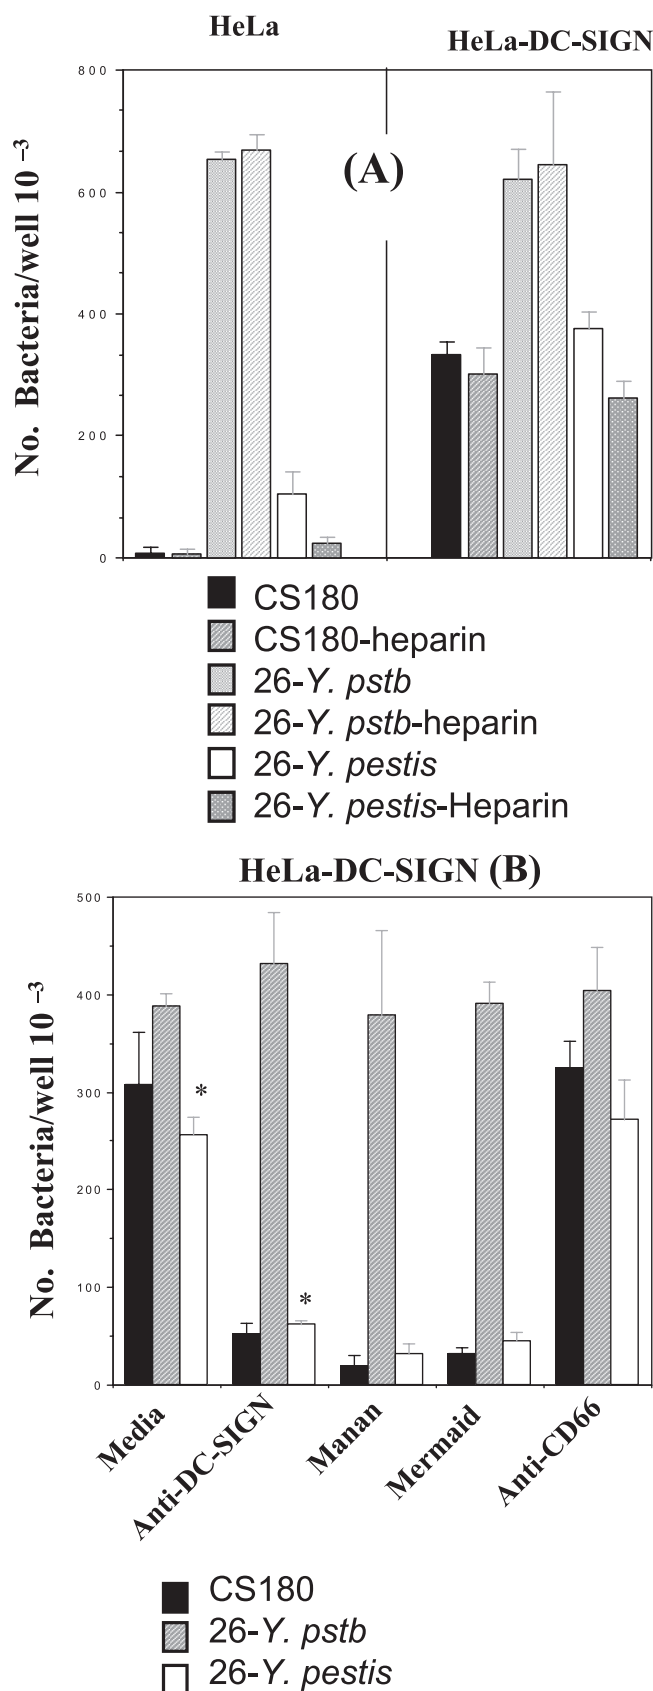 HeLa
HeLa-DC-SIGN
800
600
400
200
0
No. Bacteria/well 10 ⁻³
(A)
CS180
CS180-heparin
26-Y. pstb
26-Y. pstb-heparin
26-Y. pestis
26-Y. pestis-Heparin
HeLa-DC-SIGN (B)
500
400
300
200
100
0
No. Bacteria/well 10 ⁻³
*
*
Media
Anti-DC-SIGN
Manan
Mermaid
Anti-CD66
CS180
26-Y. pstb
26-Y. pestis